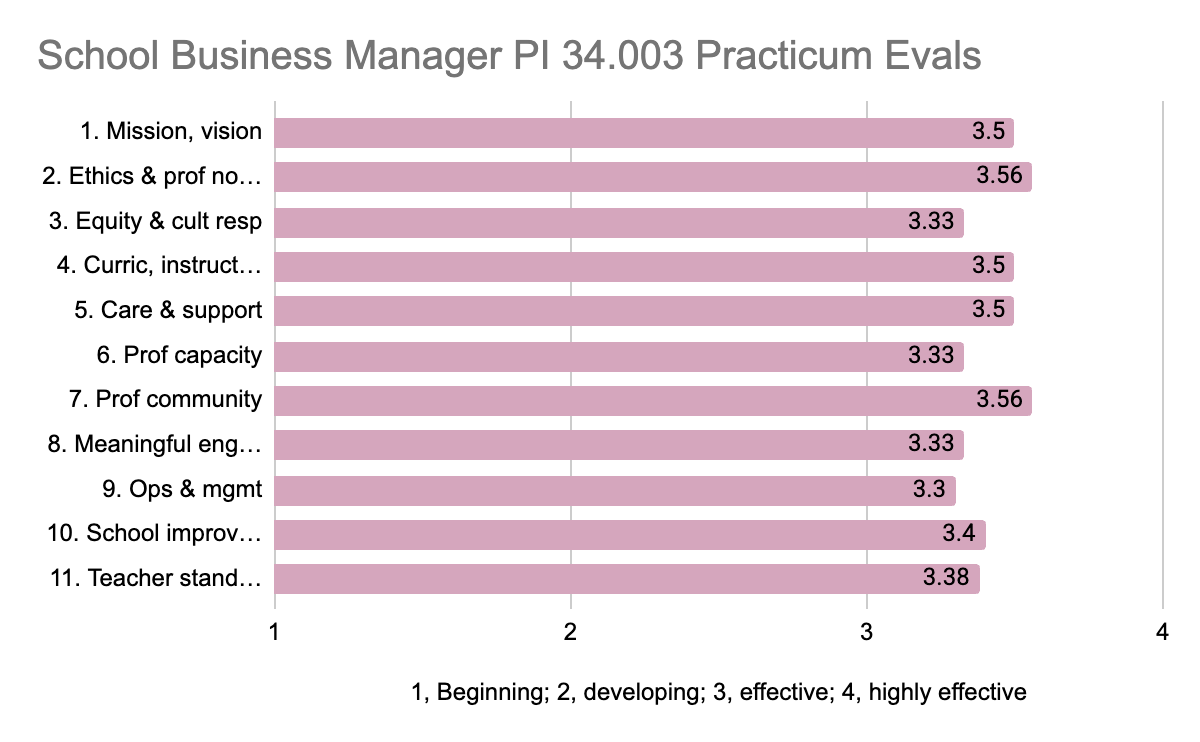 School Business Manager PI 34.003 Practicum Evals
1. Mission, vision 3.5
2. Ethics & prof no… 3.56
3. Equity & cult resp 3.33
4. Curric, instruct… 3.5
5. Care & support 3.5
6. Prof capacity 3.33
7. Prof community 3.56
8. Meaningful eng… 3.33
9. Ops & mgmt 3.3
10. School improv… 3.4
11. Teacher stand… 3.38
1 2 3 4
1, Beginning; 2, developing; 3, effective; 4, highly effective